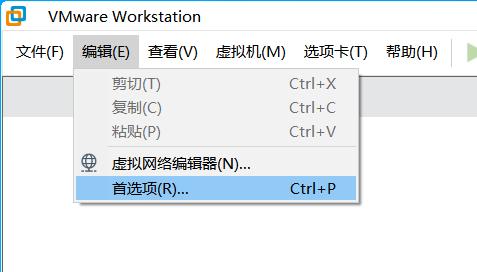 VMware Workstation
文件(F) 编辑(E) 查看(V) 虚拟机(M) 选项卡(T) 帮助(H)
剪切(T) Ctrl+X
复制(C) Ctrl+C
粘贴(P) Ctrl+V
虚拟网络编辑器(N)...
首选项(R)... Ctrl+P